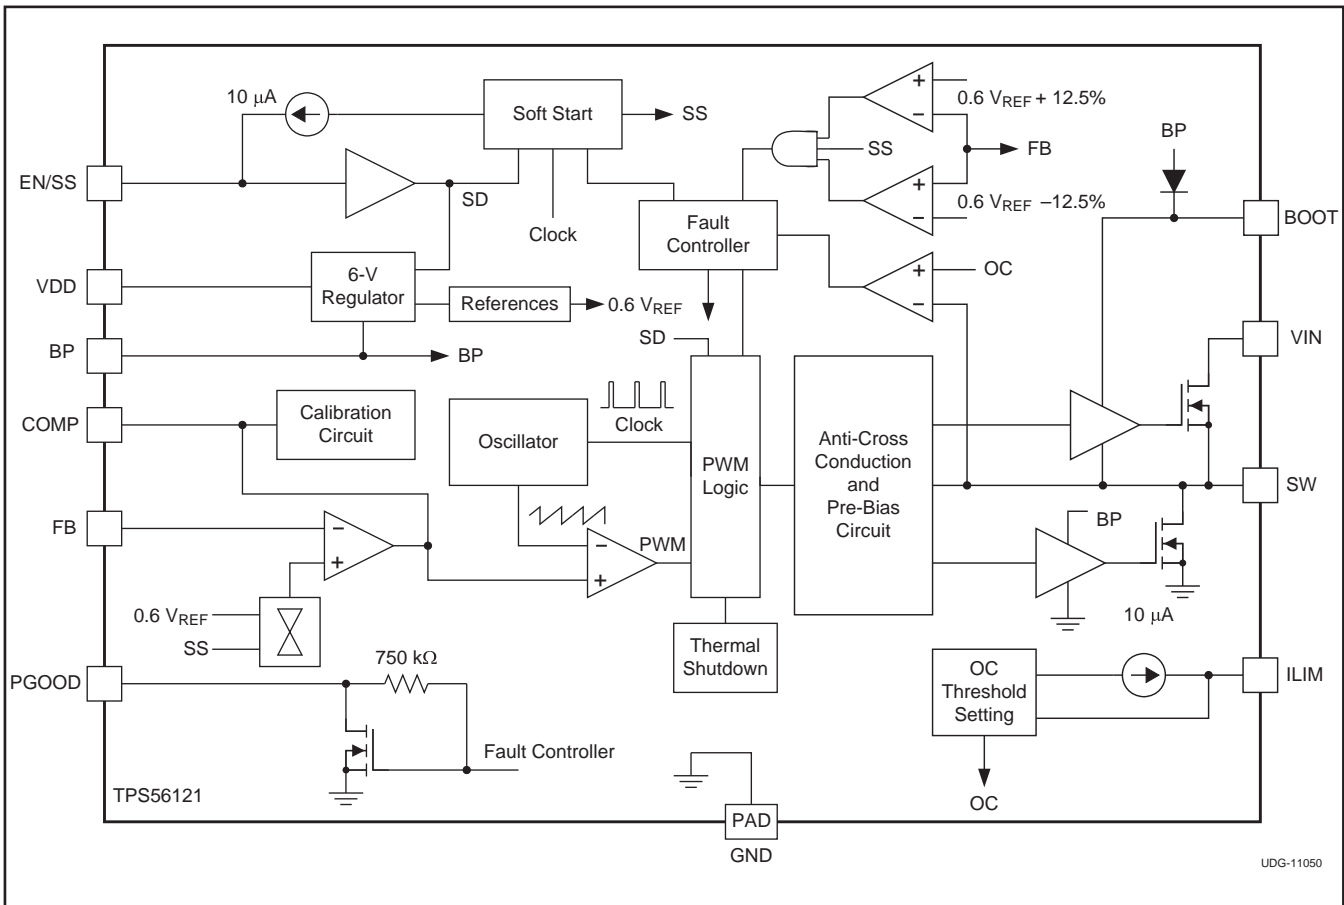 10 µA
Soft Start
SS
0.6 VREF + 12.5%
SS
FB
BP
EN/SS
SD
0.6 VREF –12.5%
BOOT
Clock
Fault
Controller
VDD
6-V
Regulator
References
0.6 VREF
OC
BP
BP
SD
VIN
COMP
Calibration
Circuit
Oscillator
Clock
PWM
Logic
Anti-Cross
Conduction
and
Pre-Bias
Circuit
SW
FB
PWM
BP
0.6 VREF
SS
10 µA
Thermal
Shutdown
PGOOD
750 kΩ
OC
Threshold
Setting
ILIM
Fault Controller
TPS56121
OC
PAD
GND
UDG-11050